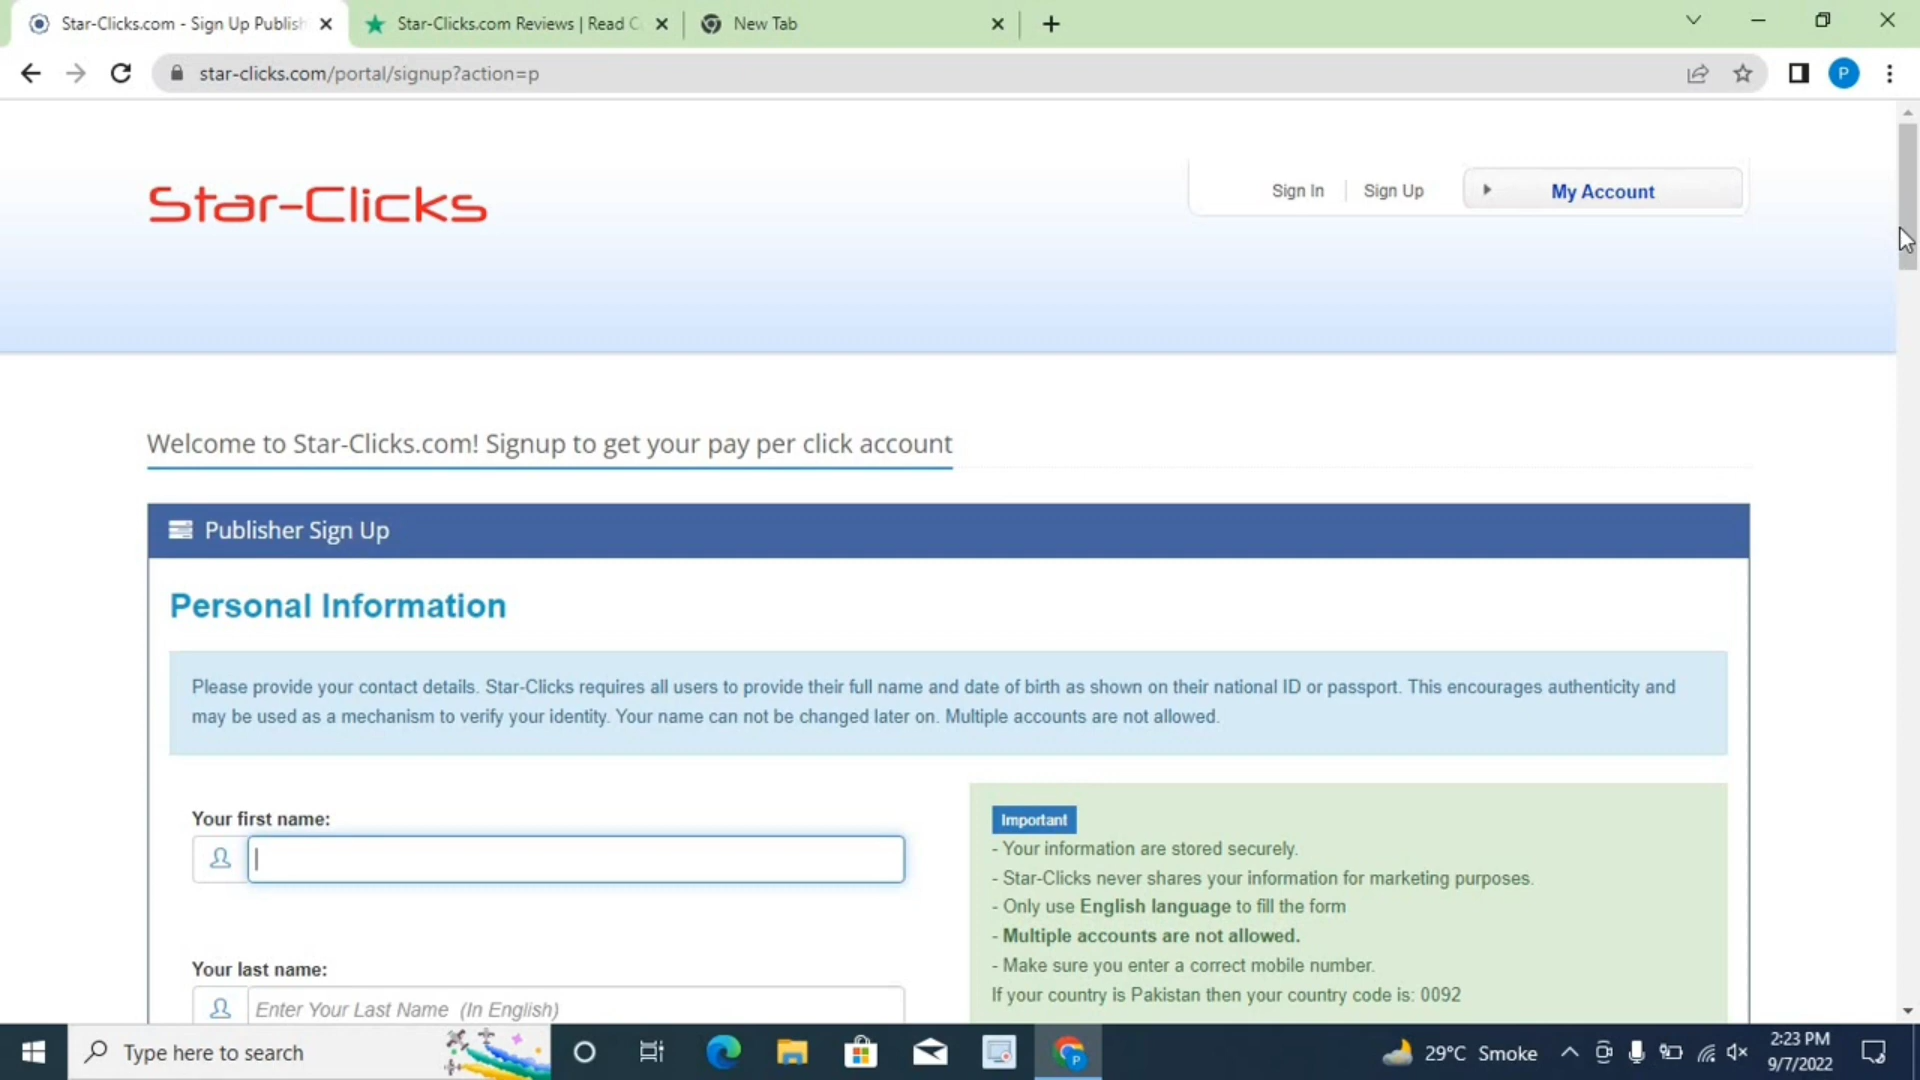 Star-Clicks.com - Sign Up Publish
Star-Clicks.com Reviews | Read C
New Tab
star-clicks.com/portal/signup?action=p
P
Star-Clicks
Sign In
Sign Up
My Account
Welcome to Star-Clicks.com! Signup to get your pay per click account
Publisher Sign Up
Personal Information
Please provide your contact details. Star-Clicks requires all users to provide their full name and date of birth as shown on their national ID or passport. This encourages authenticity and
may be used as a mechanism to verify your identity. Your name can not be changed later on. Multiple accounts are not allowed.
Your first name:
Important
- Your information are stored securely.
- Star-Clicks never shares your information for marketing purposes.
- Only use English language to fill the form
- Multiple accounts are not allowed.
- Make sure you enter a correct mobile number.
If your country is Pakistan then your country code is: 0092
Your last name:
Enter Your Last Name (In English)
Type here to search
P
29°C Smoke
2:23 PM
9/7/2022